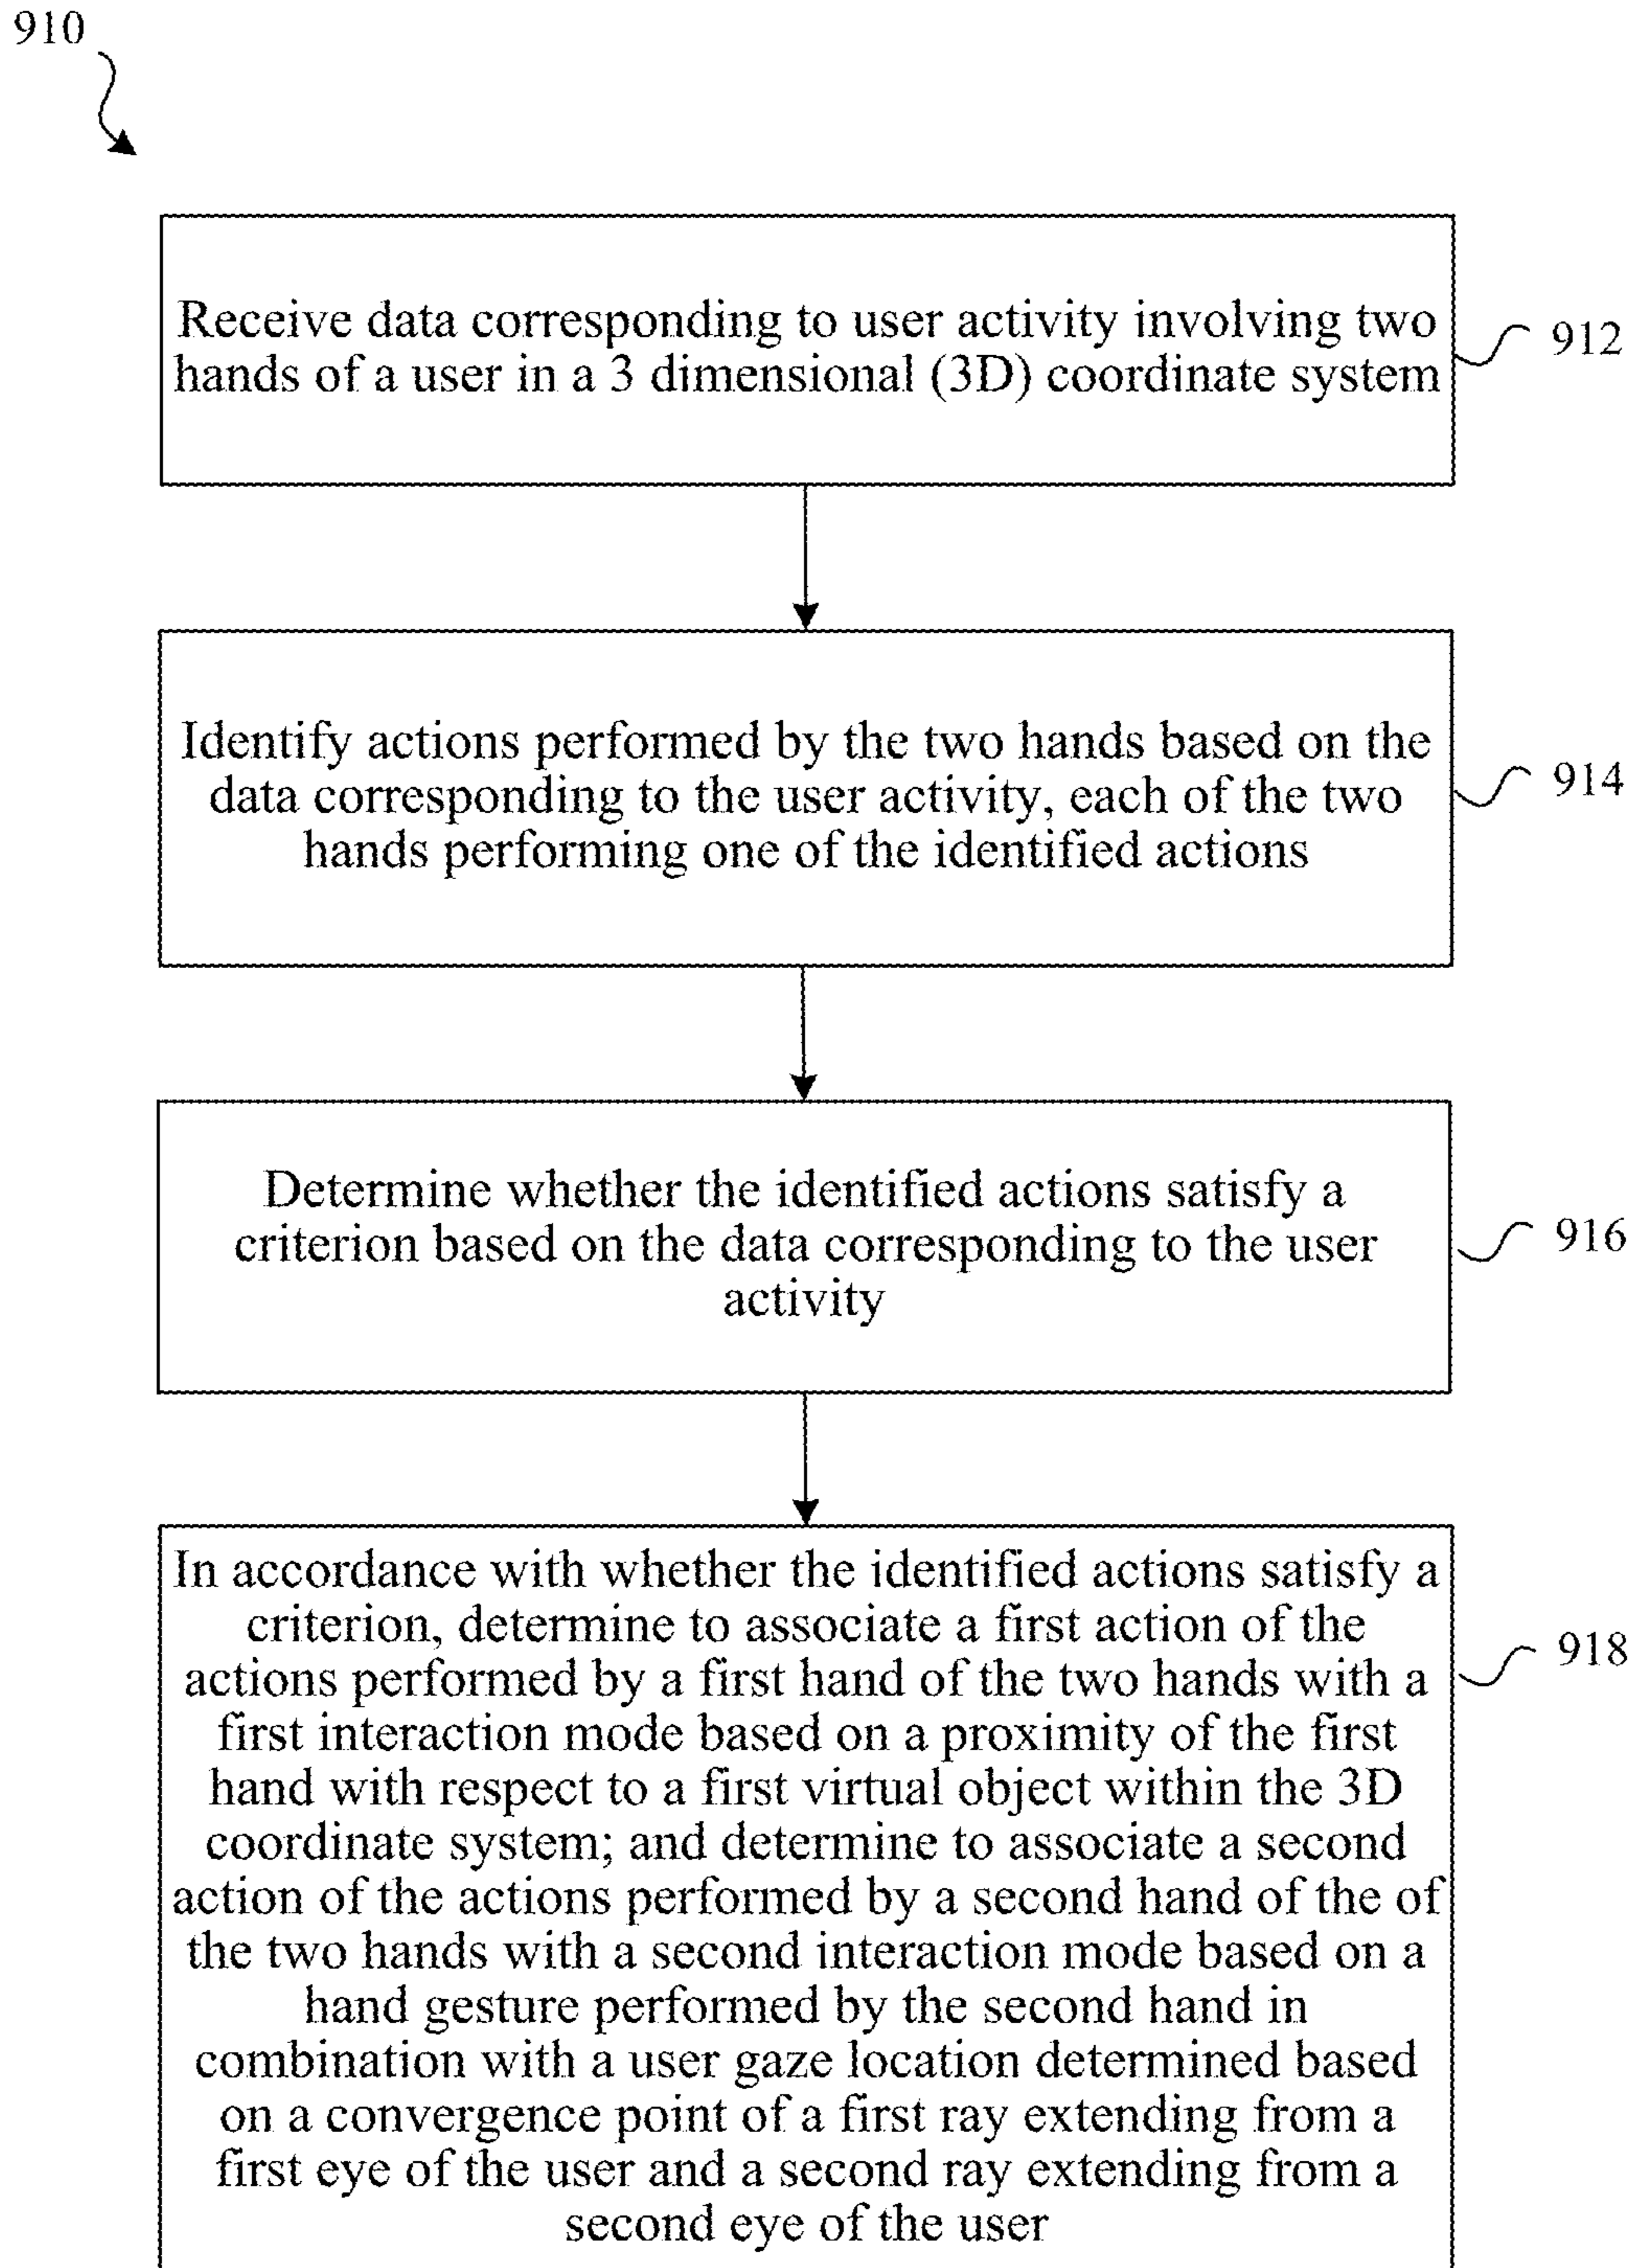 910
Receive data corresponding to user activity involving two
hands of a user in a 3 dimensional (3D) coordinate system
912
Identify actions performed by the two hands based on the
data corresponding to the user activity, each of the two
hands performing one of the identified actions
914
Determine whether the identified actions satisfy a
criterion based on the data corresponding to the user
activity
916
In accordance with whether the identified actions satisfy a
criterion, determine to associate a first action of the
actions performed by a first hand of the two hands with a
first interaction mode based on a proximity of the first
hand with respect to a first virtual object within the 3D
coordinate system; and determine to associate a second
action of the actions performed by a second hand of the of
the two hands with a second interaction mode based on a
hand gesture performed by the second hand in
combination with a user gaze location determined based
on a convergence point of a first ray extending from a
first eye of the user and a second ray extending from a
second eye of the user
918